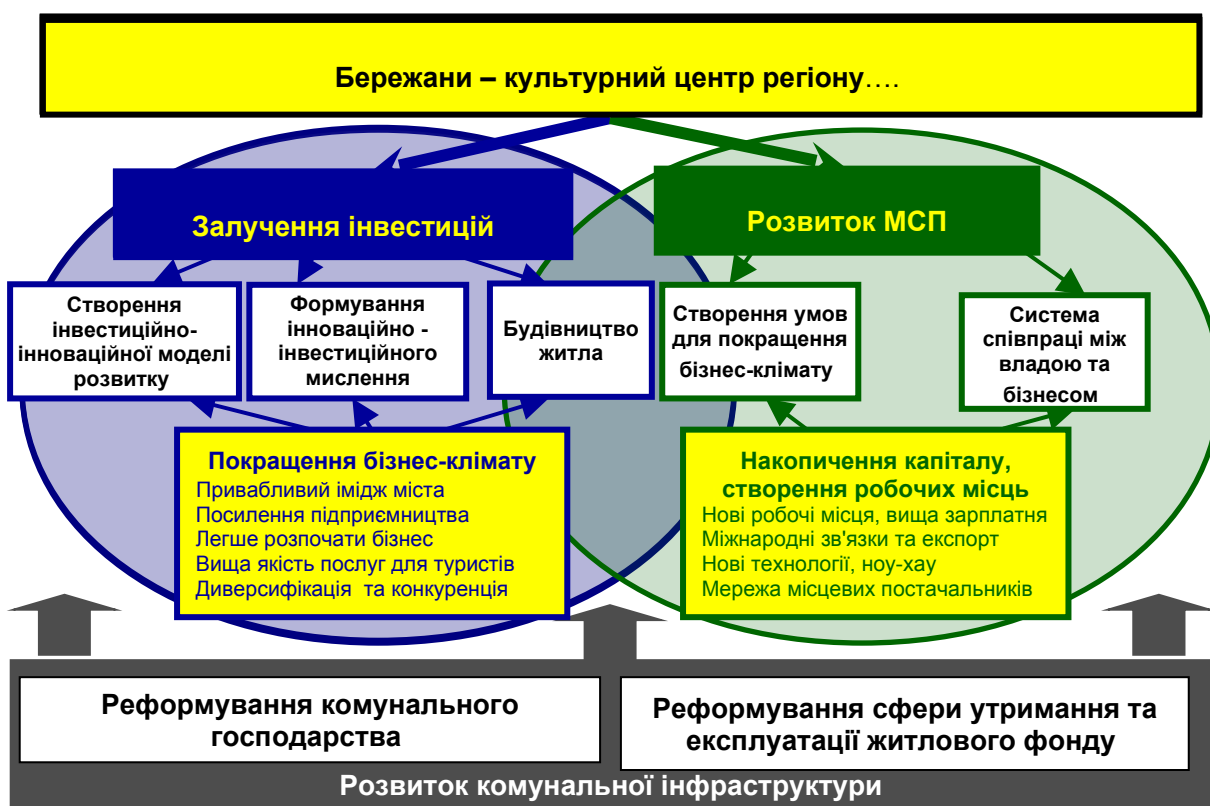 Бережани – культурний центр регіону….
Залучення інвестицій
Розвиток МСП
Створення
інвестиційно-
інноваційної моделі
розвитку
Формування
інноваційно -
інвестиційного
мислення
Будівництво
житла
Створення умов
для покращення
бізнес-клімату
Система
співпраці між
владою та
бізнесом
Покращення бізнес-клімату
Привабливий імідж міста
Посилення підприємництва
Легше розпочати бізнес
Вища якість послуг для туристів
Диверсифікація та конкуренція
Накопичення капіталу,
створення робочих місць
Нові робочі місця, вища зарплатня
Міжнародні зв'язки та експорт
Нові технології, ноу-хау
Мережа місцевих постачальників
Реформування комунального
господарства
Реформування сфери утримання та
експлуатації житлового фонду
Розвиток комунальної інфраструктури